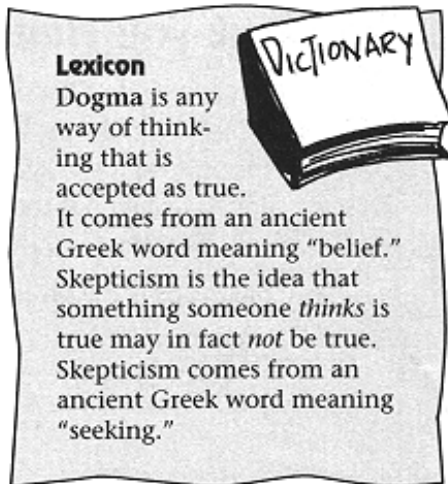 DICTIONARY
Lexicon
Dogma is any
way of think-
ing that is
accepted as true.
It comes from an ancient
Greek word meaning “belief.”
Skepticism is the idea that
something someone thinks is
true may in fact not be true.
Skepticism comes from an
ancient Greek word meaning
“seeking.”